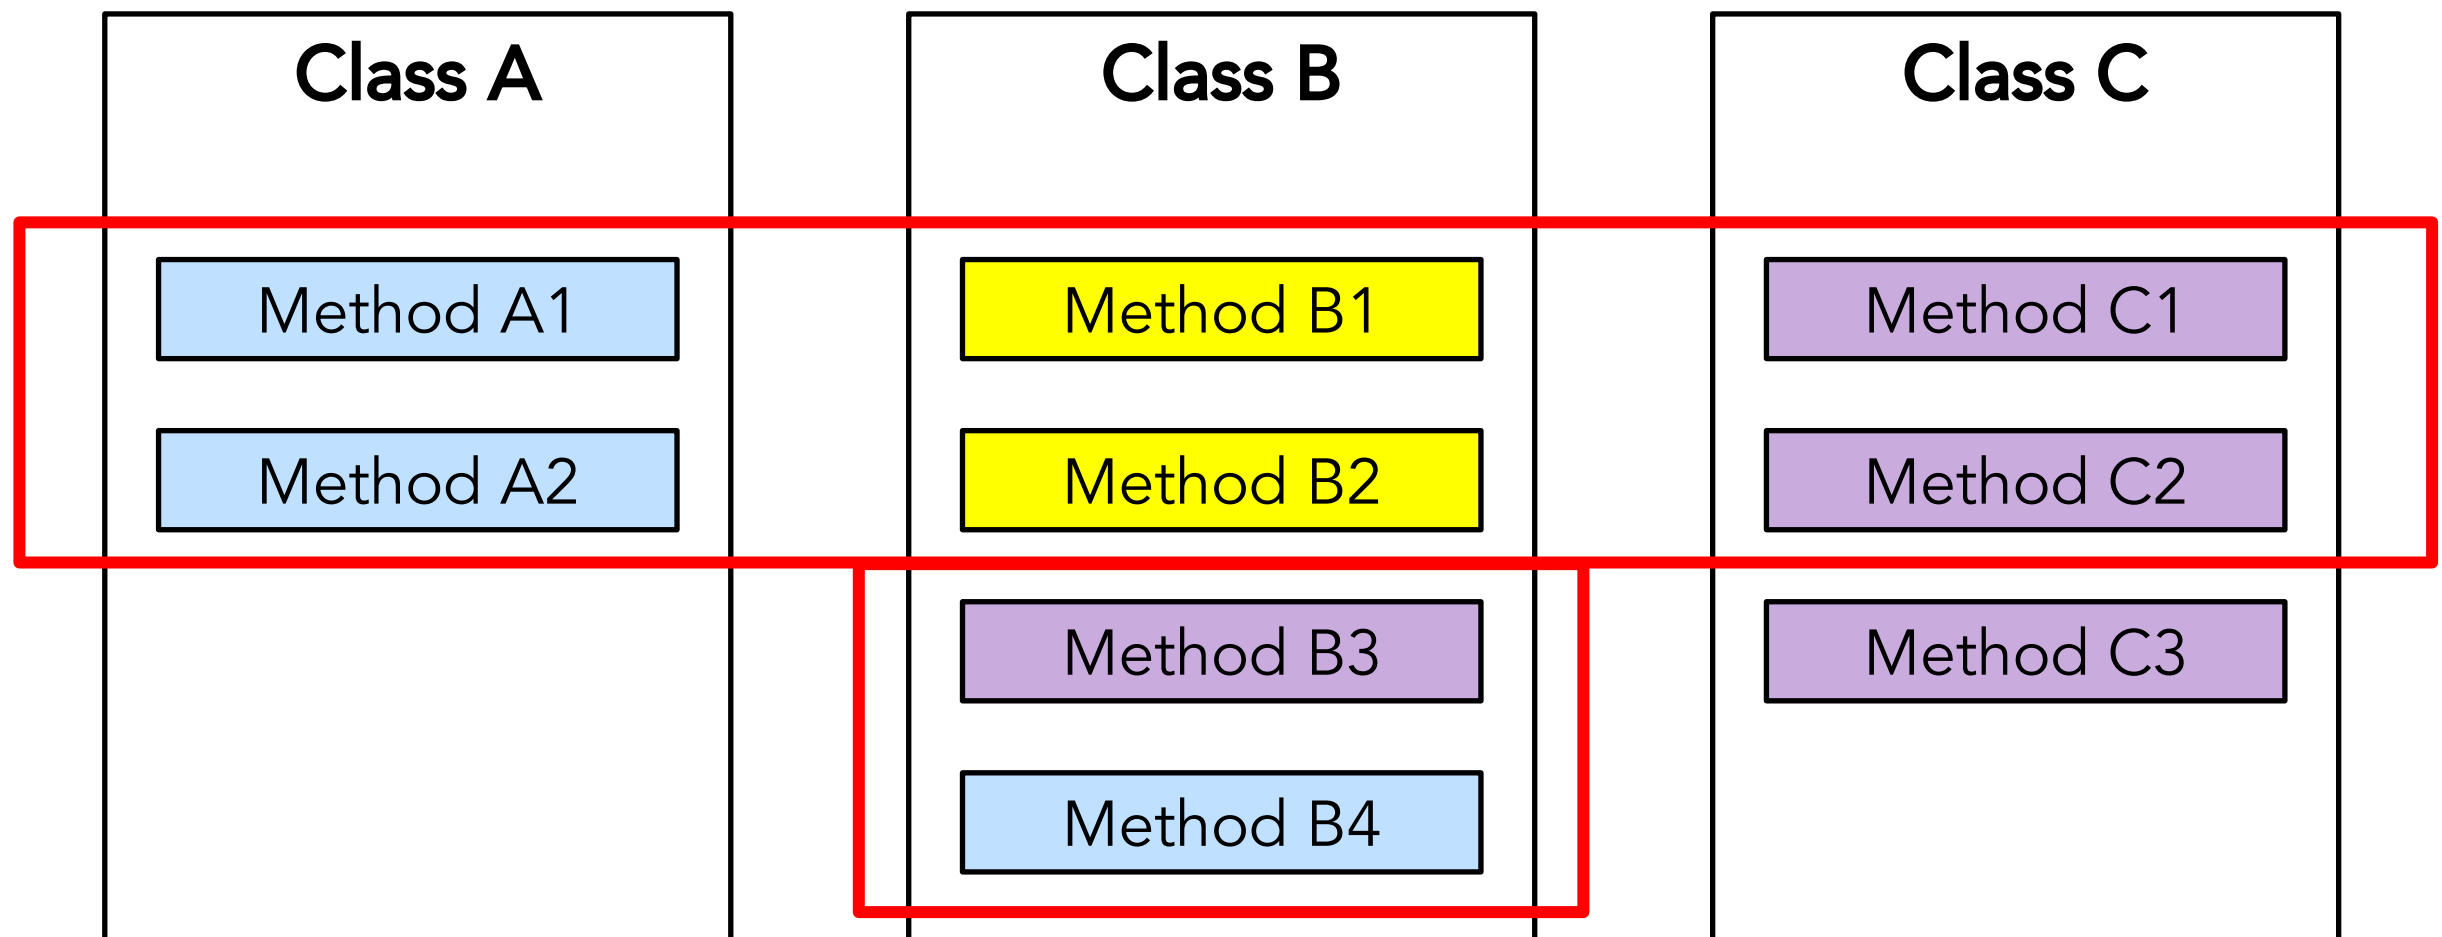 Class A
Class B
Class C
Method A1
Method B1
Method C1
Method A2
Method B2
Method C2
Method B3
Method C3
Method B4